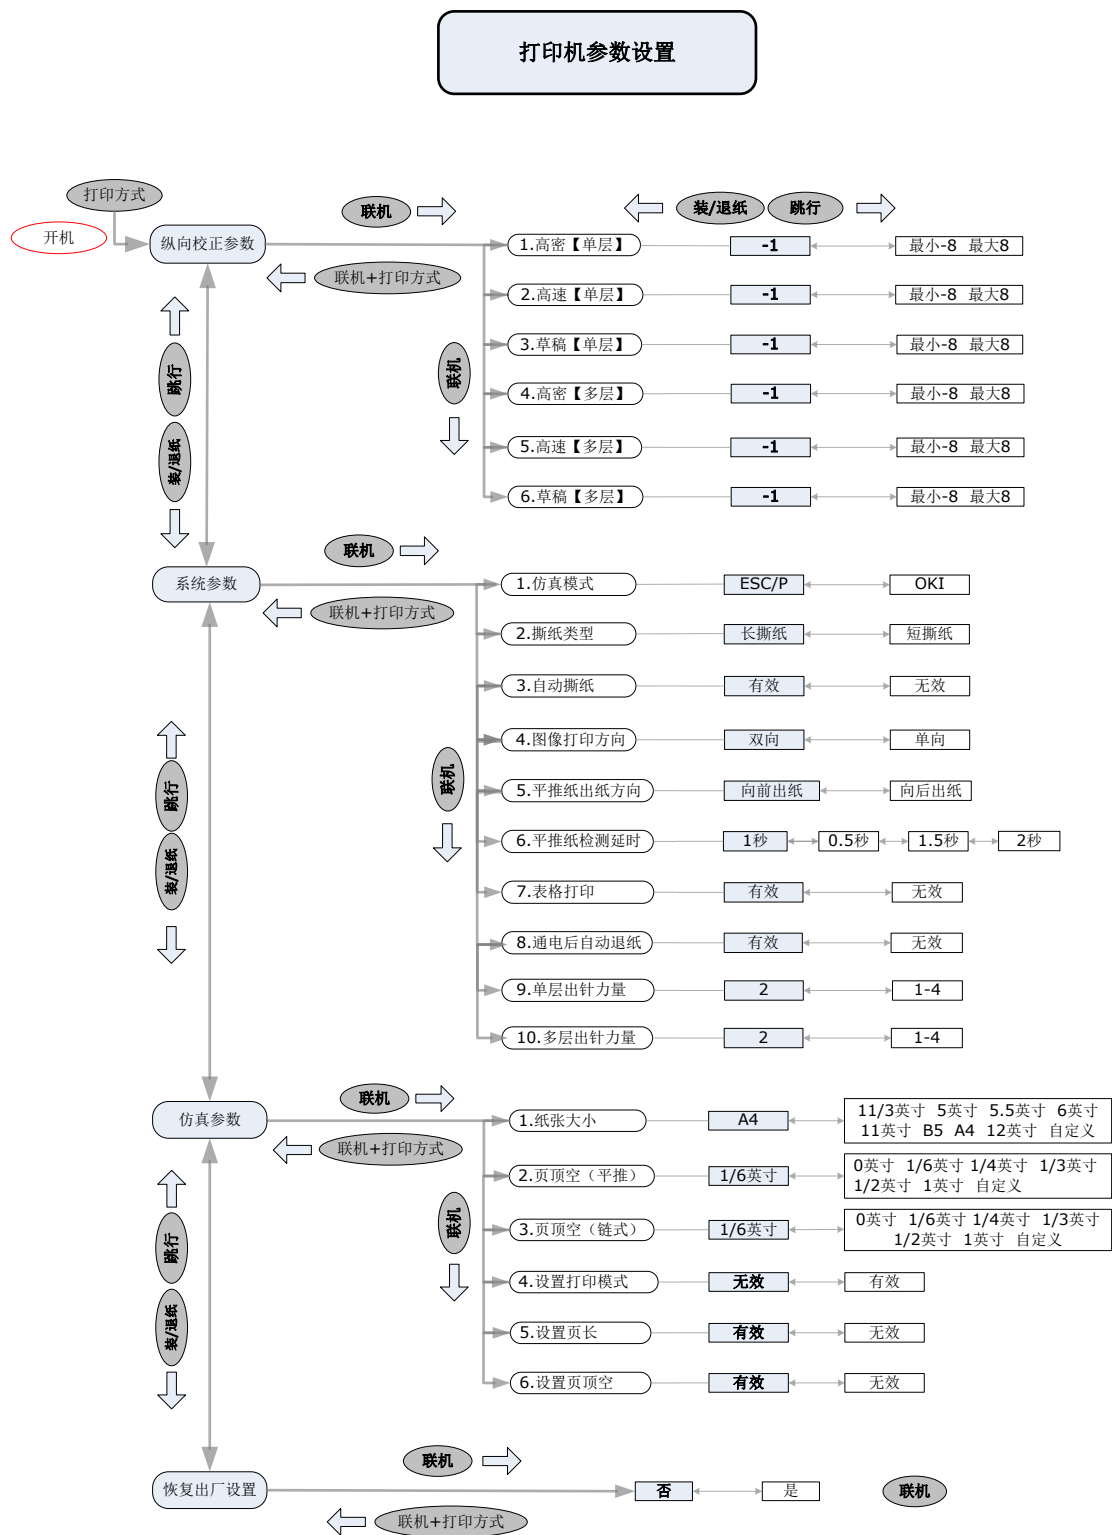 打印机参数设置
打印方式
开机
联机
装/退纸
跳行
纵向校正参数
联机+打印方式
1.高密【单层】
-1
最小-8 最大8
2.高速【单层】
-1
最小-8 最大8
3.草稿【单层】
-1
最小-8 最大8
4.高密【多层】
-1
最小-8 最大8
5.高速【多层】
-1
最小-8 最大8
6.草稿【多层】
-1
最小-8 最大8
跳行
装/退纸
联机
联机
系统参数
联机+打印方式
1.仿真模式
ESC/P
OKI
2.撕纸类型
长撕纸
短撕纸
3.自动撕纸
有效
无效
4.图像打印方向
双向
单向
5.平推纸出纸方向
向前出纸
向后出纸
6.平推纸检测延时
1秒
0.5秒
1.5秒
2秒
7.表格打印
有效
无效
8.通电后自动退纸
有效
无效
9.单层出针力量
2
1-4
10.多层出针力量
2
1-4
跳行
装/退纸
联机
联机
仿真参数
联机+打印方式
1.纸张大小
A4
11/3英寸 5英寸 5.5英寸 6英寸
11英寸 B5 A4 12英寸 自定义
2.页顶空（平推）
1/6英寸
0英寸 1/6英寸 1/4英寸 1/3英寸
1/2英寸 1英寸 自定义
3.页顶空（链式）
1/6英寸
0英寸 1/6英寸 1/4英寸 1/3英寸
1/2英寸 1英寸 自定义
4.设置打印模式
无效
有效
5.设置页长
有效
无效
6.设置页顶空
有效
无效
跳行
装/退纸
联机
联机
恢复出厂设置
否
是
联机
联机+打印方式